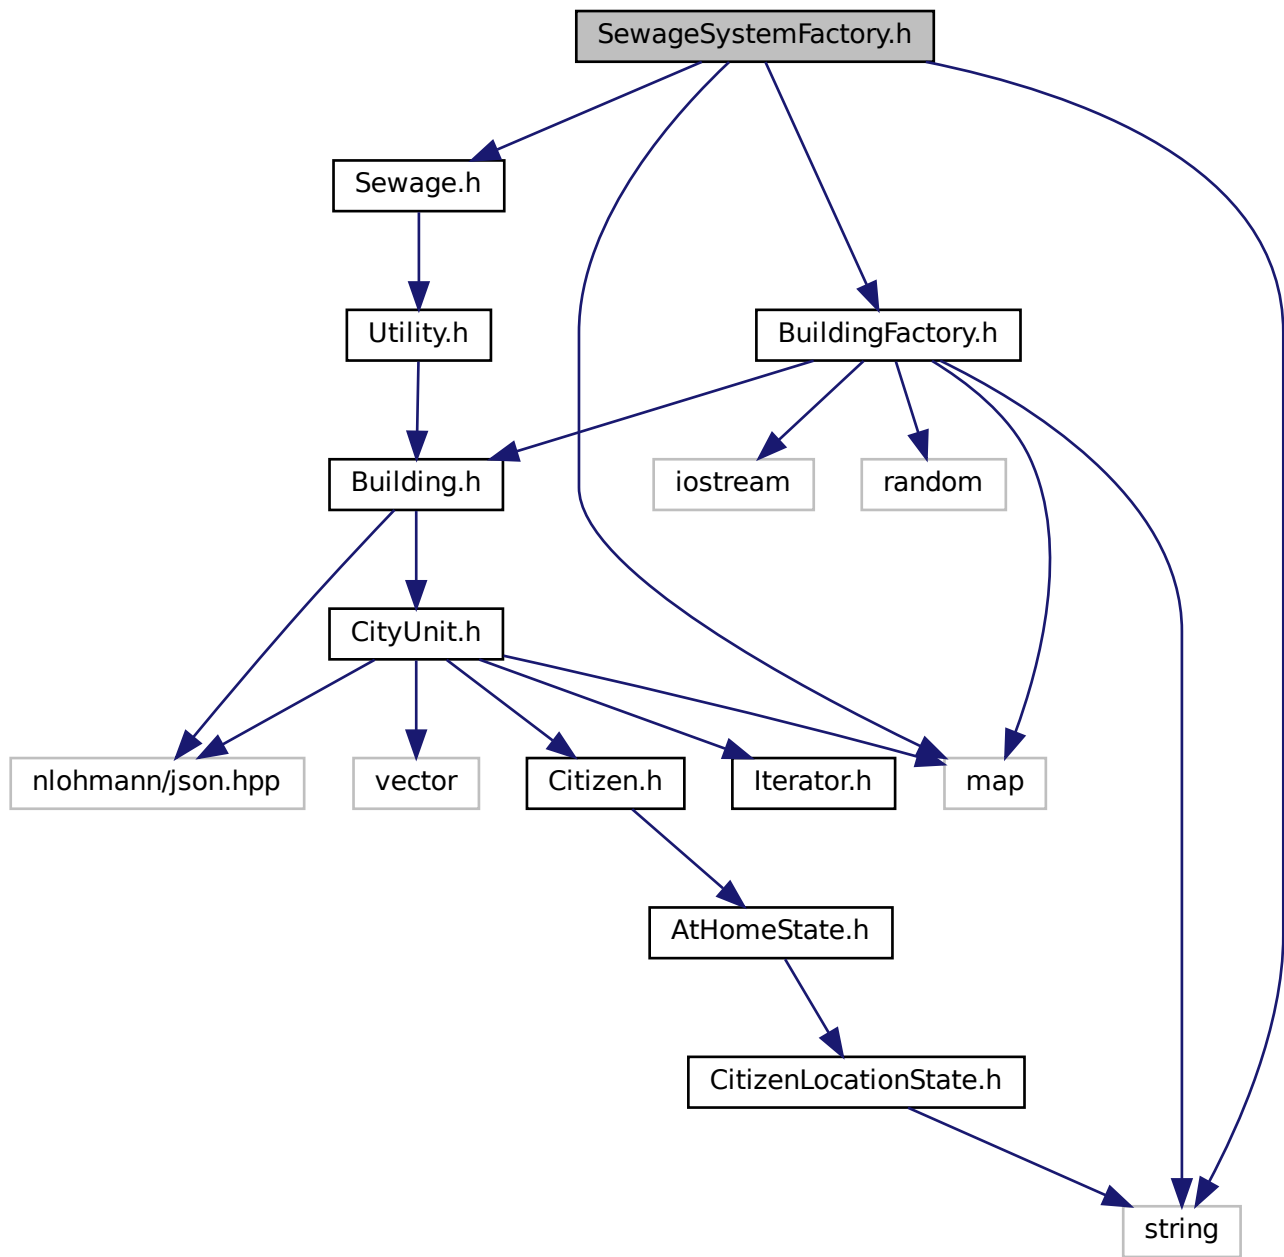 SewageSystemFactory.h
Sewage.h
Utility.h
BuildingFactory.h
Building.h
iostream
random
CityUnit.h
nlohmann/json.hpp
vector
Citizen.h
Iterator.h
map
AtHomeState.h
CitizenLocationState.h
string